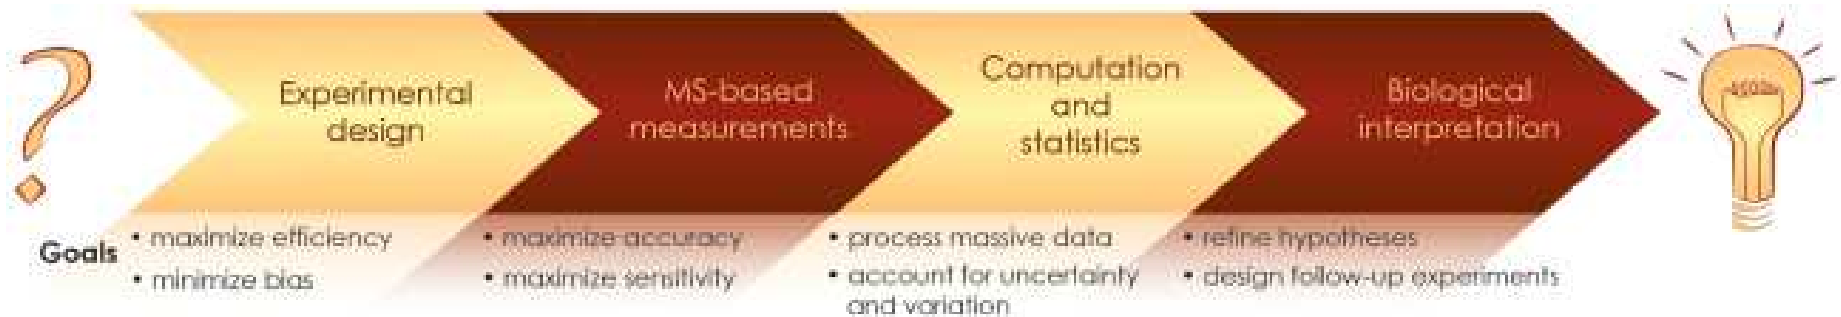 Experimental
design
MS-based
measurements
Computation
and
statistics
Biological
interpretation
Goals
• maximize efficiency
• minimize bias
• maximize accuracy
• maximize sensitivity
• process massive data
• account for uncertainty
and variation
• refine hypotheses
• design follow-up experiments